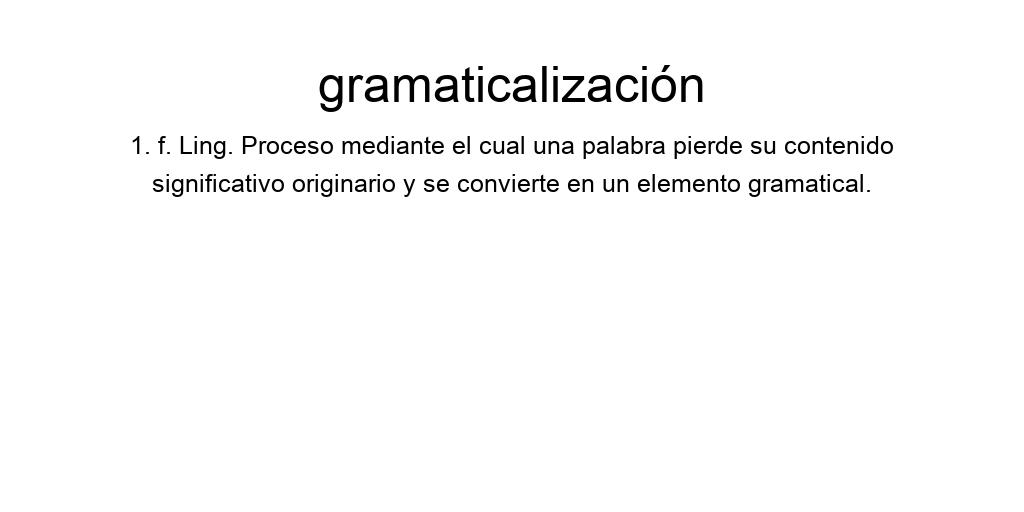 gramaticalización
1. f. Ling. Proceso mediante el cual una palabra pierde su contenido
significativo originario y se convierte en un elemento gramatical.